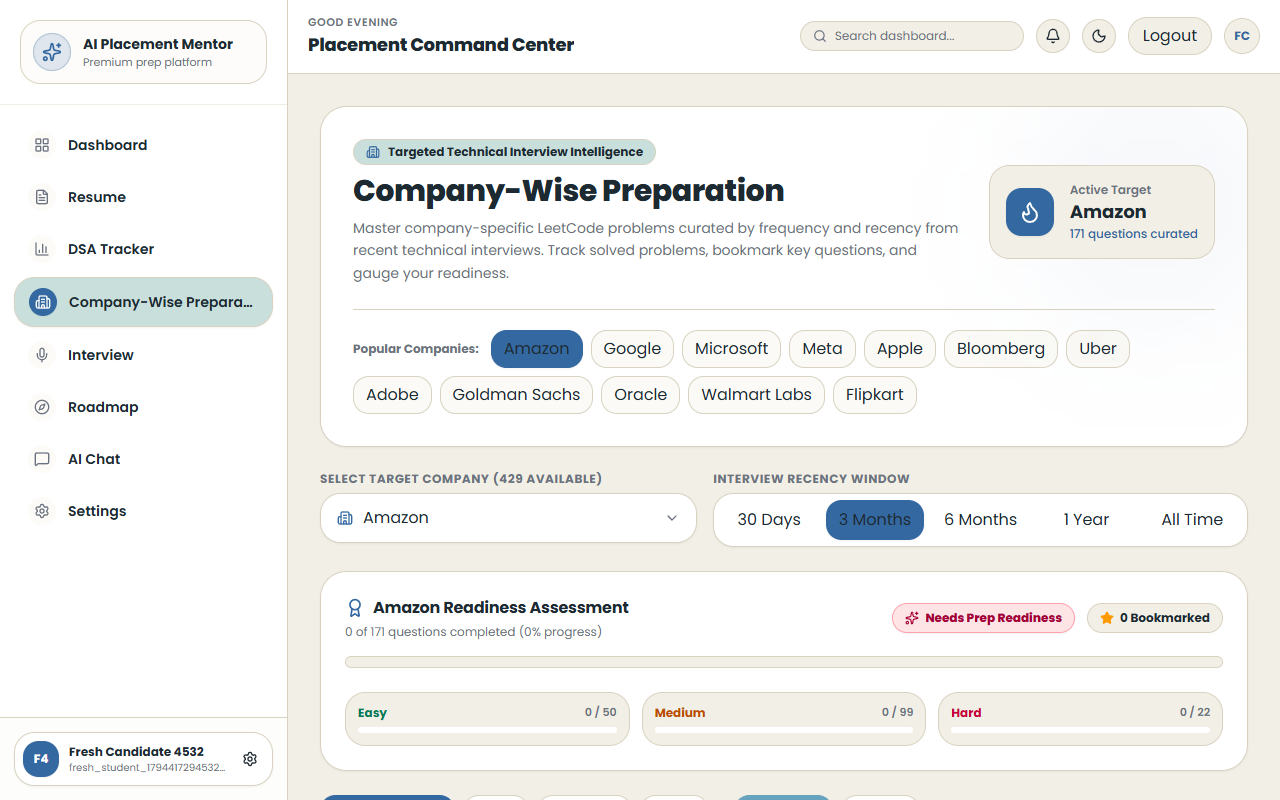 AI Placement Mentor
Premium prep platform
Dashboard
Resume
DSA Tracker
Company-Wise Prepara...
Interview
Roadmap
AI Chat
Settings
F4
Fresh Candidate 4532
fresh_student_1794417294532...
GOOD EVENING
Placement Command Center
Search dashboard...
Logout
FC
Targeted Technical Interview Intelligence
Company-Wise Preparation
Master company-specific LeetCode problems curated by frequency and recency from
recent technical interviews. Track solved problems, bookmark key questions, and
gauge your readiness.
Active Target
Amazon
171 questions curated
Popular Companies: Amazon Google Microsoft Meta Apple Bloomberg Uber
Adobe Goldman Sachs Oracle Walmart Labs Flipkart
SELECT TARGET COMPANY (429 AVAILABLE)
Amazon
INTERVIEW RECENCY WINDOW
30 Days 3 Months 6 Months 1 Year All Time
Amazon Readiness Assessment
0 of 171 questions completed (0% progress)
Needs Prep Readiness
0 Bookmarked
Easy 0 / 50
Medium 0 / 99
Hard 0 / 22